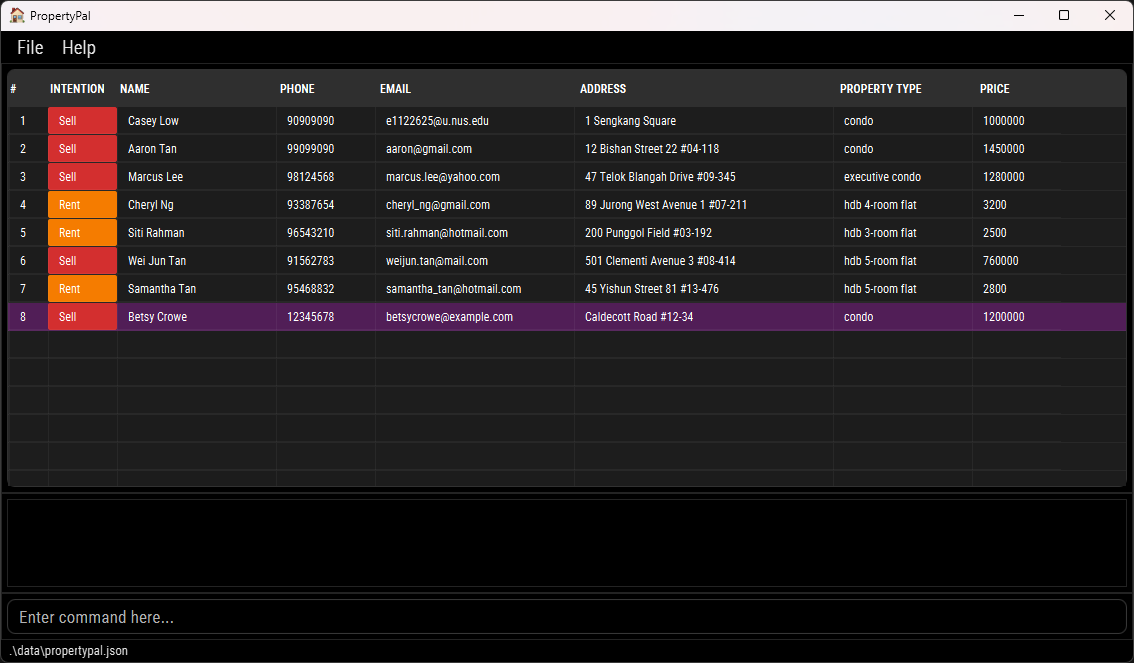 PropertyPal
File Help
# INTENTION NAME PHONE EMAIL ADDRESS PROPERTY TYPE PRICE
1 Sell Casey Low 90909090 e1122625@u.nus.edu 1 Sengkang Square condo 1000000
2 Sell Aaron Tan 99099090 aaron@gmail.com 12 Bishan Street 22 #04-118 condo 1450000
3 Sell Marcus Lee 98124568 marcus.lee@yahoo.com 47 Telok Blangah Drive #09-345 executive condo 1280000
4 Rent Cheryl Ng 93387654 cheryl_ng@gmail.com 89 Jurong West Avenue 1 #07-211 hdb 4-room flat 3200
5 Rent Siti Rahman 96543210 siti.rahman@hotmail.com 200 Punggol Field #03-192 hdb 3-room flat 2500
6 Sell Wei Jun Tan 91562783 weijun.tan@mail.com 501 Clementi Avenue 3 #08-414 hdb 5-room flat 760000
7 Rent Samantha Tan 95468832 samantha_tan@hotmail.com 45 Yishun Street 81 #13-476 hdb 5-room flat 2800
8 Sell Betsy Crowe 12345678 betsycrowe@example.com Caldecott Road #12-34 condo 1200000
Enter command here...
.\data\propertypal.json